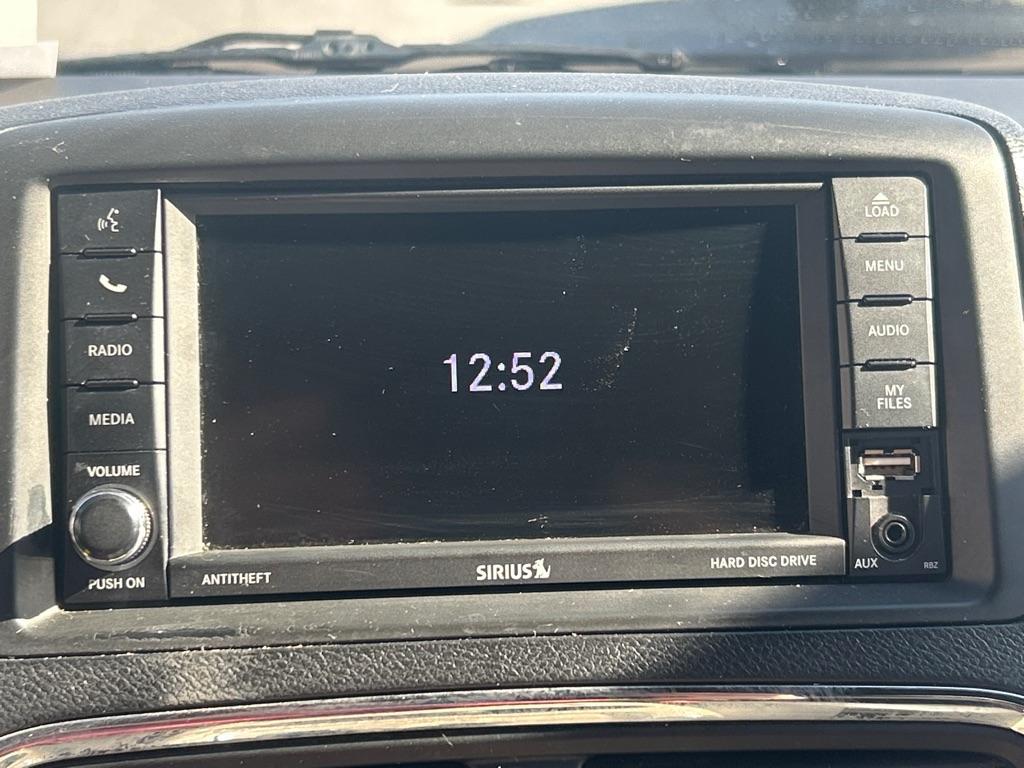 RADIO
MEDIA
VOLUME
PUSH ON
12:52
ANTITHEFT
SIRIUS
HARD DISC DRIVE
LOAD
MENU
AUDIO
MY
FILES
AUX
RBZ